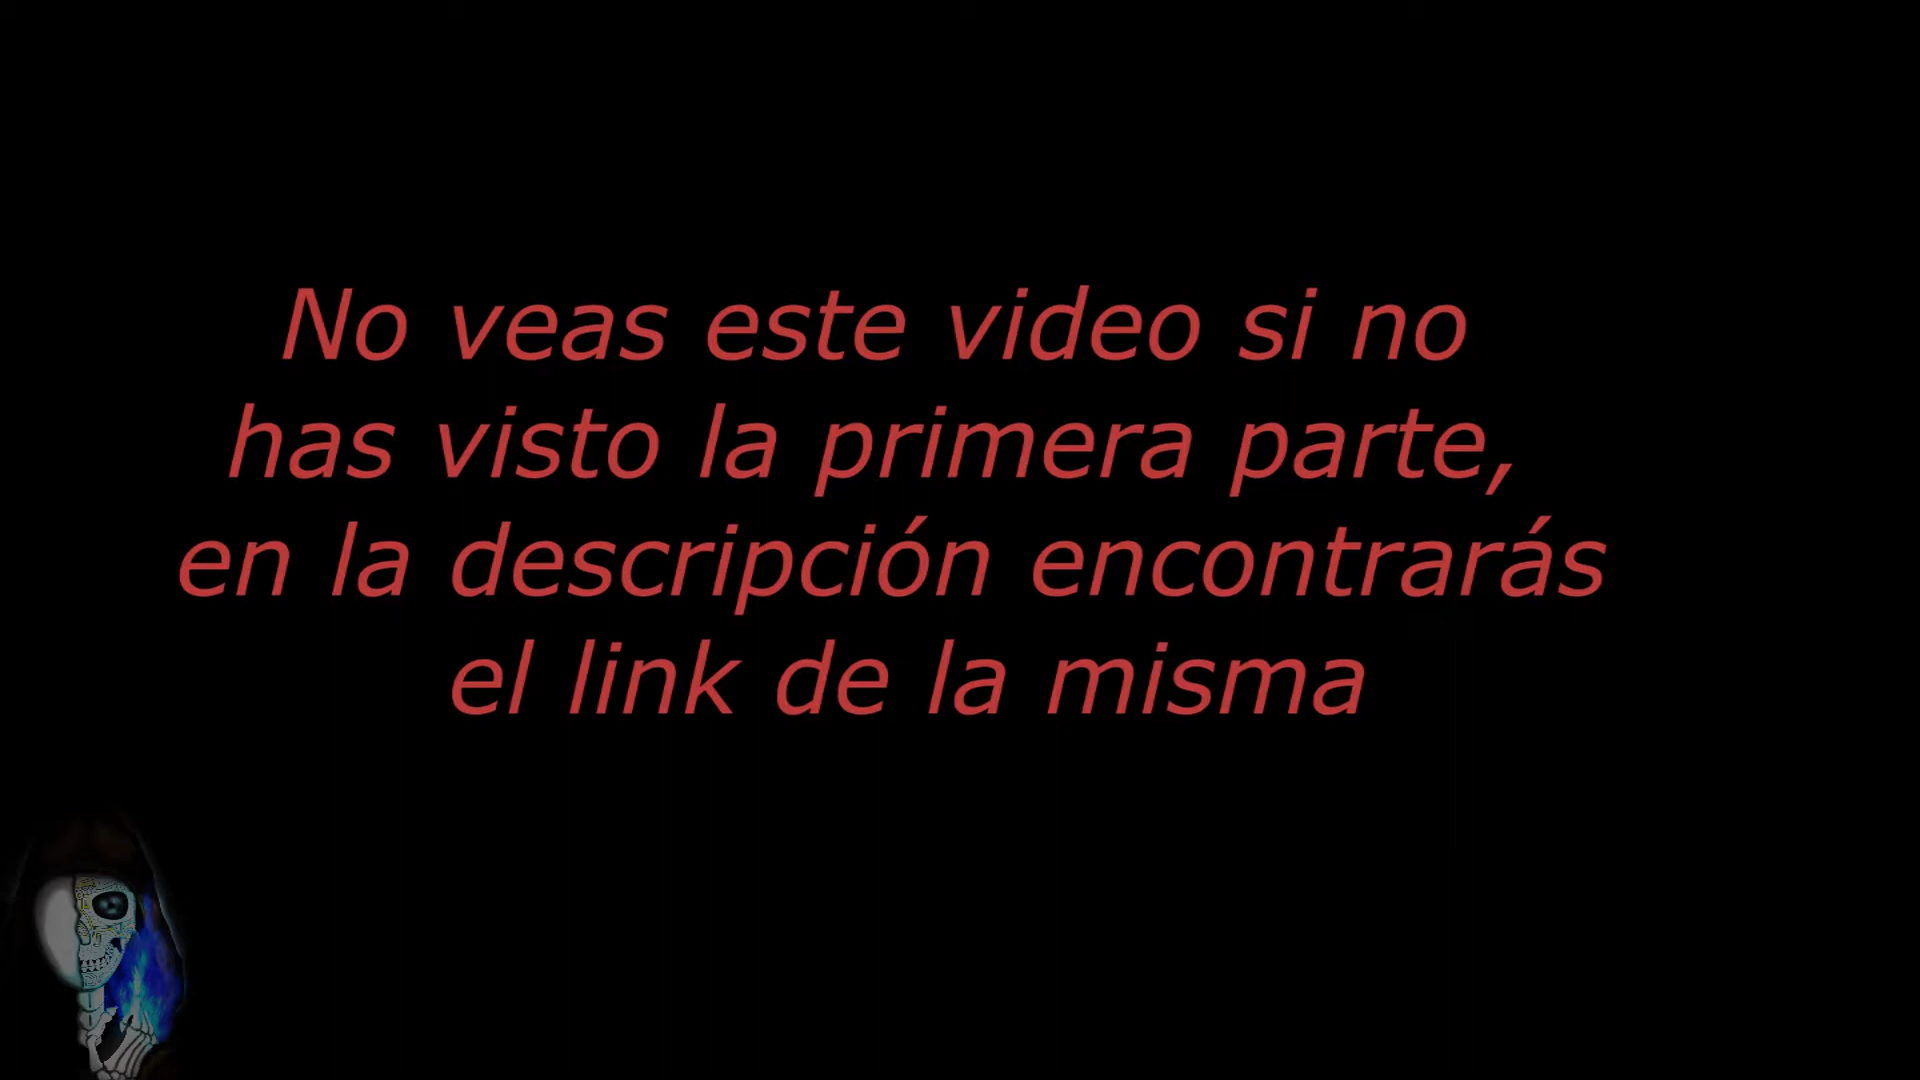 No veas este video si no
has visto la primera parte,
en la descripción encontrarás
el link de la misma